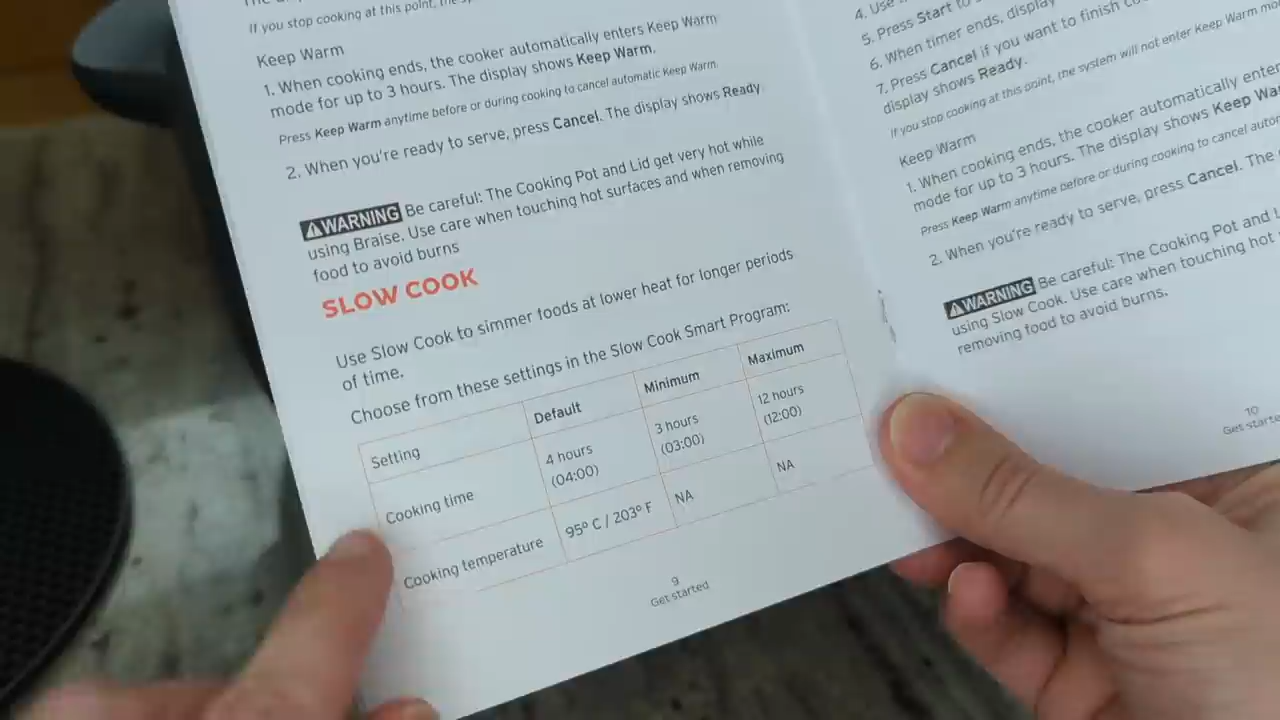 If you stop cooking at this point, the
Keep Warm
1. When cooking ends, the cooker automatically enters Keep Warm
mode for up to 3 hours. The display shows Keep Warm.
Press Keep Warm anytime before or during cooking to cancel automatic Keep Warm.
2. When you're ready to serve, press Cancel. The display shows Ready.
⚠WARNING Be careful: The Cooking Pot and Lid get very hot while
using Braise. Use care when touching hot surfaces and when removing
food to avoid burns
SLOW COOK
Use Slow Cook to simmer foods at lower heat for longer periods
of time.
Choose from these settings in the Slow Cook Smart Program:
Setting Default Minimum Maximum
Cooking time 4 hours (04:00) 3 hours (03:00) 12 hours (12:00)
Cooking temperature 95º C / 203º F NA NA
9
Get started
4. Use
5. Press Start to
6. When timer ends, display
7. Press Cancel if you want to finish
display shows Ready.
If you stop cooking at this point, the system will not enter Keep Warm
Keep Warm
1. When cooking ends, the cooker automatically
mode for up to 3 hours. The display shows Keep
Press Keep Warm anytime before or during cooking to cancel
2. When you're ready to serve, press Cancel. The
⚠WARNING Be careful: The Cooking Pot and
using Slow Cook. Use care when touching hot
removing food to avoid burns.
10
Get